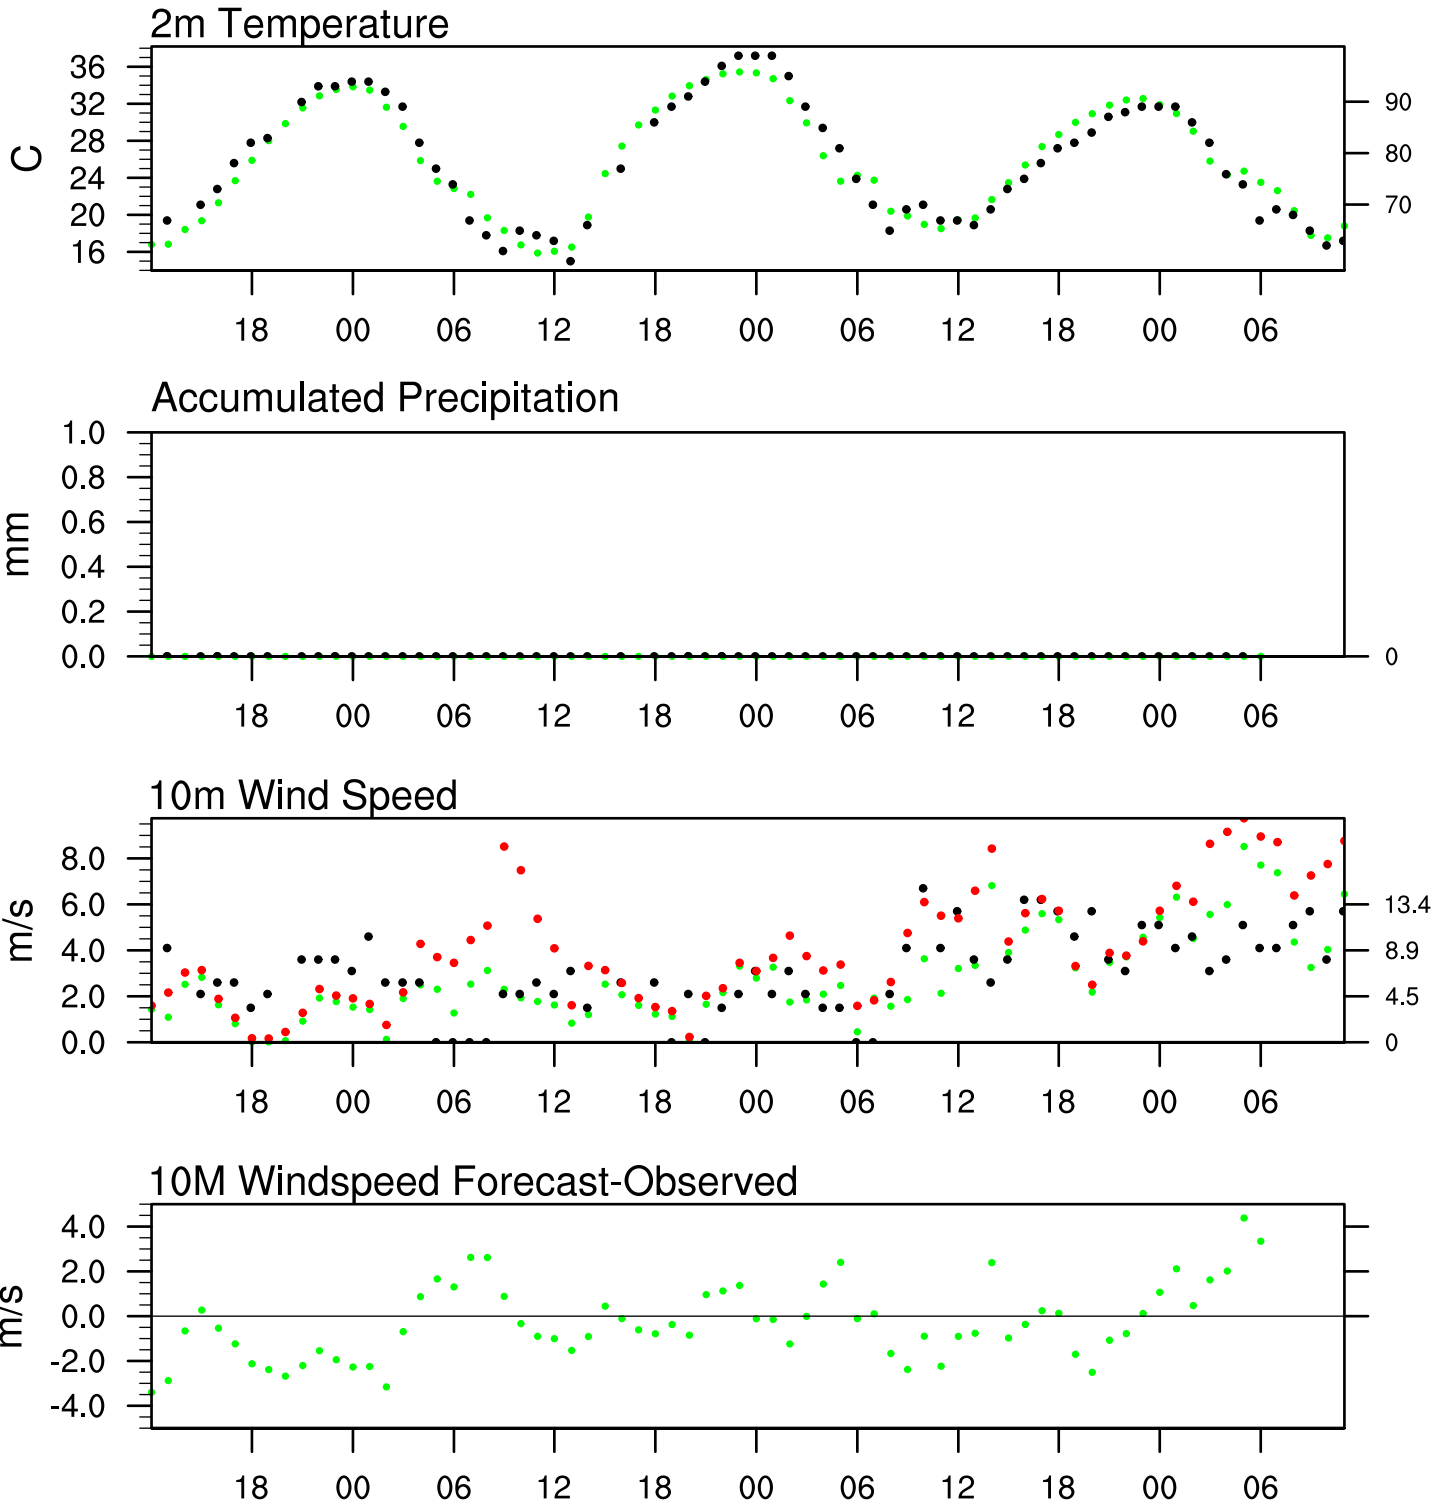 2m Temperature
C
36
32
28
24
20
16
90
80
70
18 00 06 12 18 00 06 12 18 00 06
Accumulated Precipitation
mm
1.0
0.8
0.6
0.4
0.2
0.0
0
18 00 06 12 18 00 06 12 18 00 06
10m Wind Speed
m/s
8.0
6.0
4.0
2.0
0.0
13.4
8.9
4.5
0
18 00 06 12 18 00 06 12 18 00 06
10M Windspeed Forecast-Observed
m/s
4.0
2.0
0.0
-2.0
-4.0
18 00 06 12 18 00 06 12 18 00 06